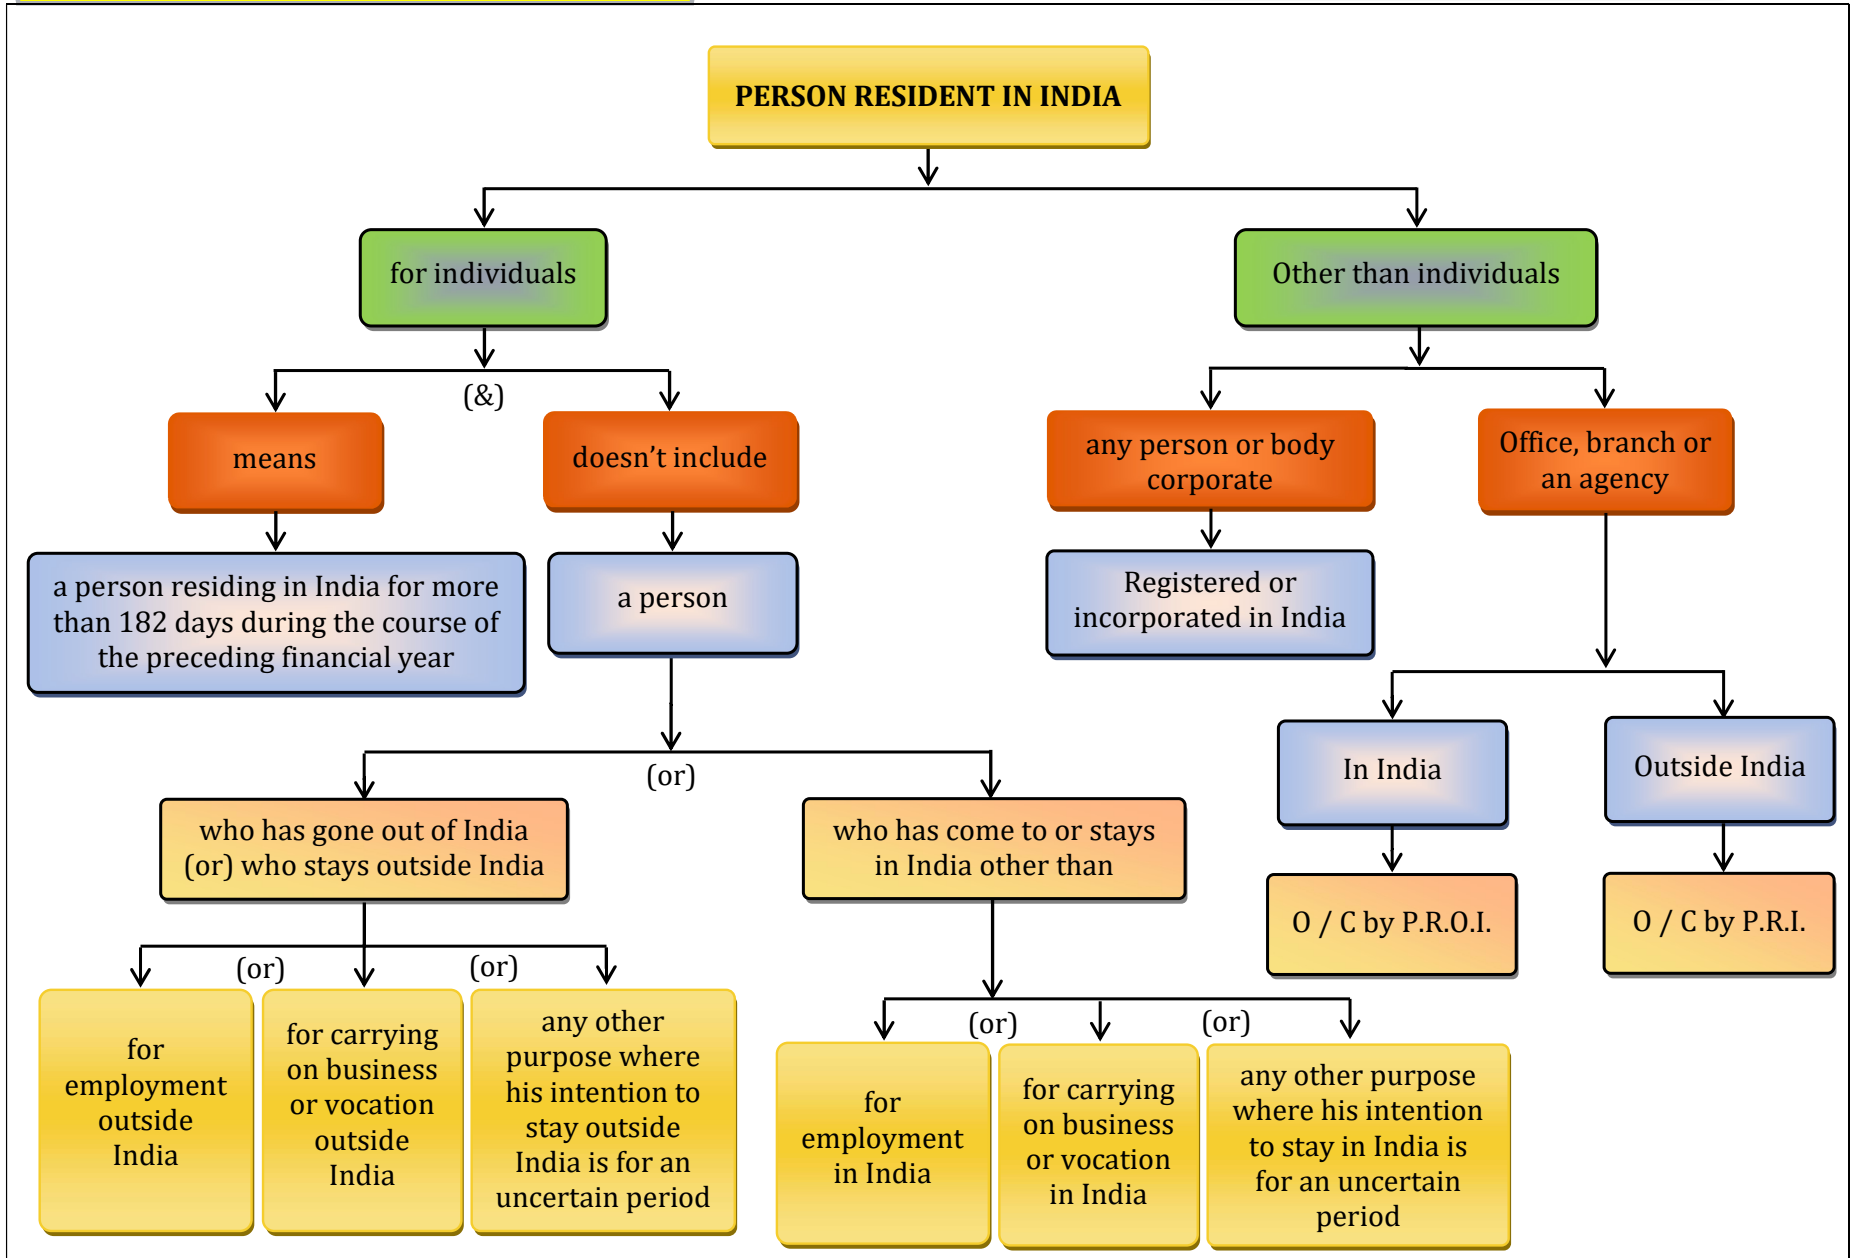 PERSON RESIDENT IN INDIA
for individuals
Other than individuals
(&)
means
doesn’t include
any person or body
corporate
Office, branch or
an agency
a person residing in India for more
than 182 days during the course of
the preceding financial year
a person
Registered or
incorporated in India
(or)
In India
Outside India
who has gone out of India
(or) who stays outside India
who has come to or stays
in India other than
O / C by P.R.O.I.
O / C by P.R.I.
(or)
(or)
for
employment
outside
India
for carrying
on business
or vocation
outside
India
any other
purpose where
his intention to
stay outside
India is for an
uncertain period
(or)
(or)
for
employment
in India
for carrying
on business
or vocation
in India
any other purpose
where his intention
to stay in India is
for an uncertain
period